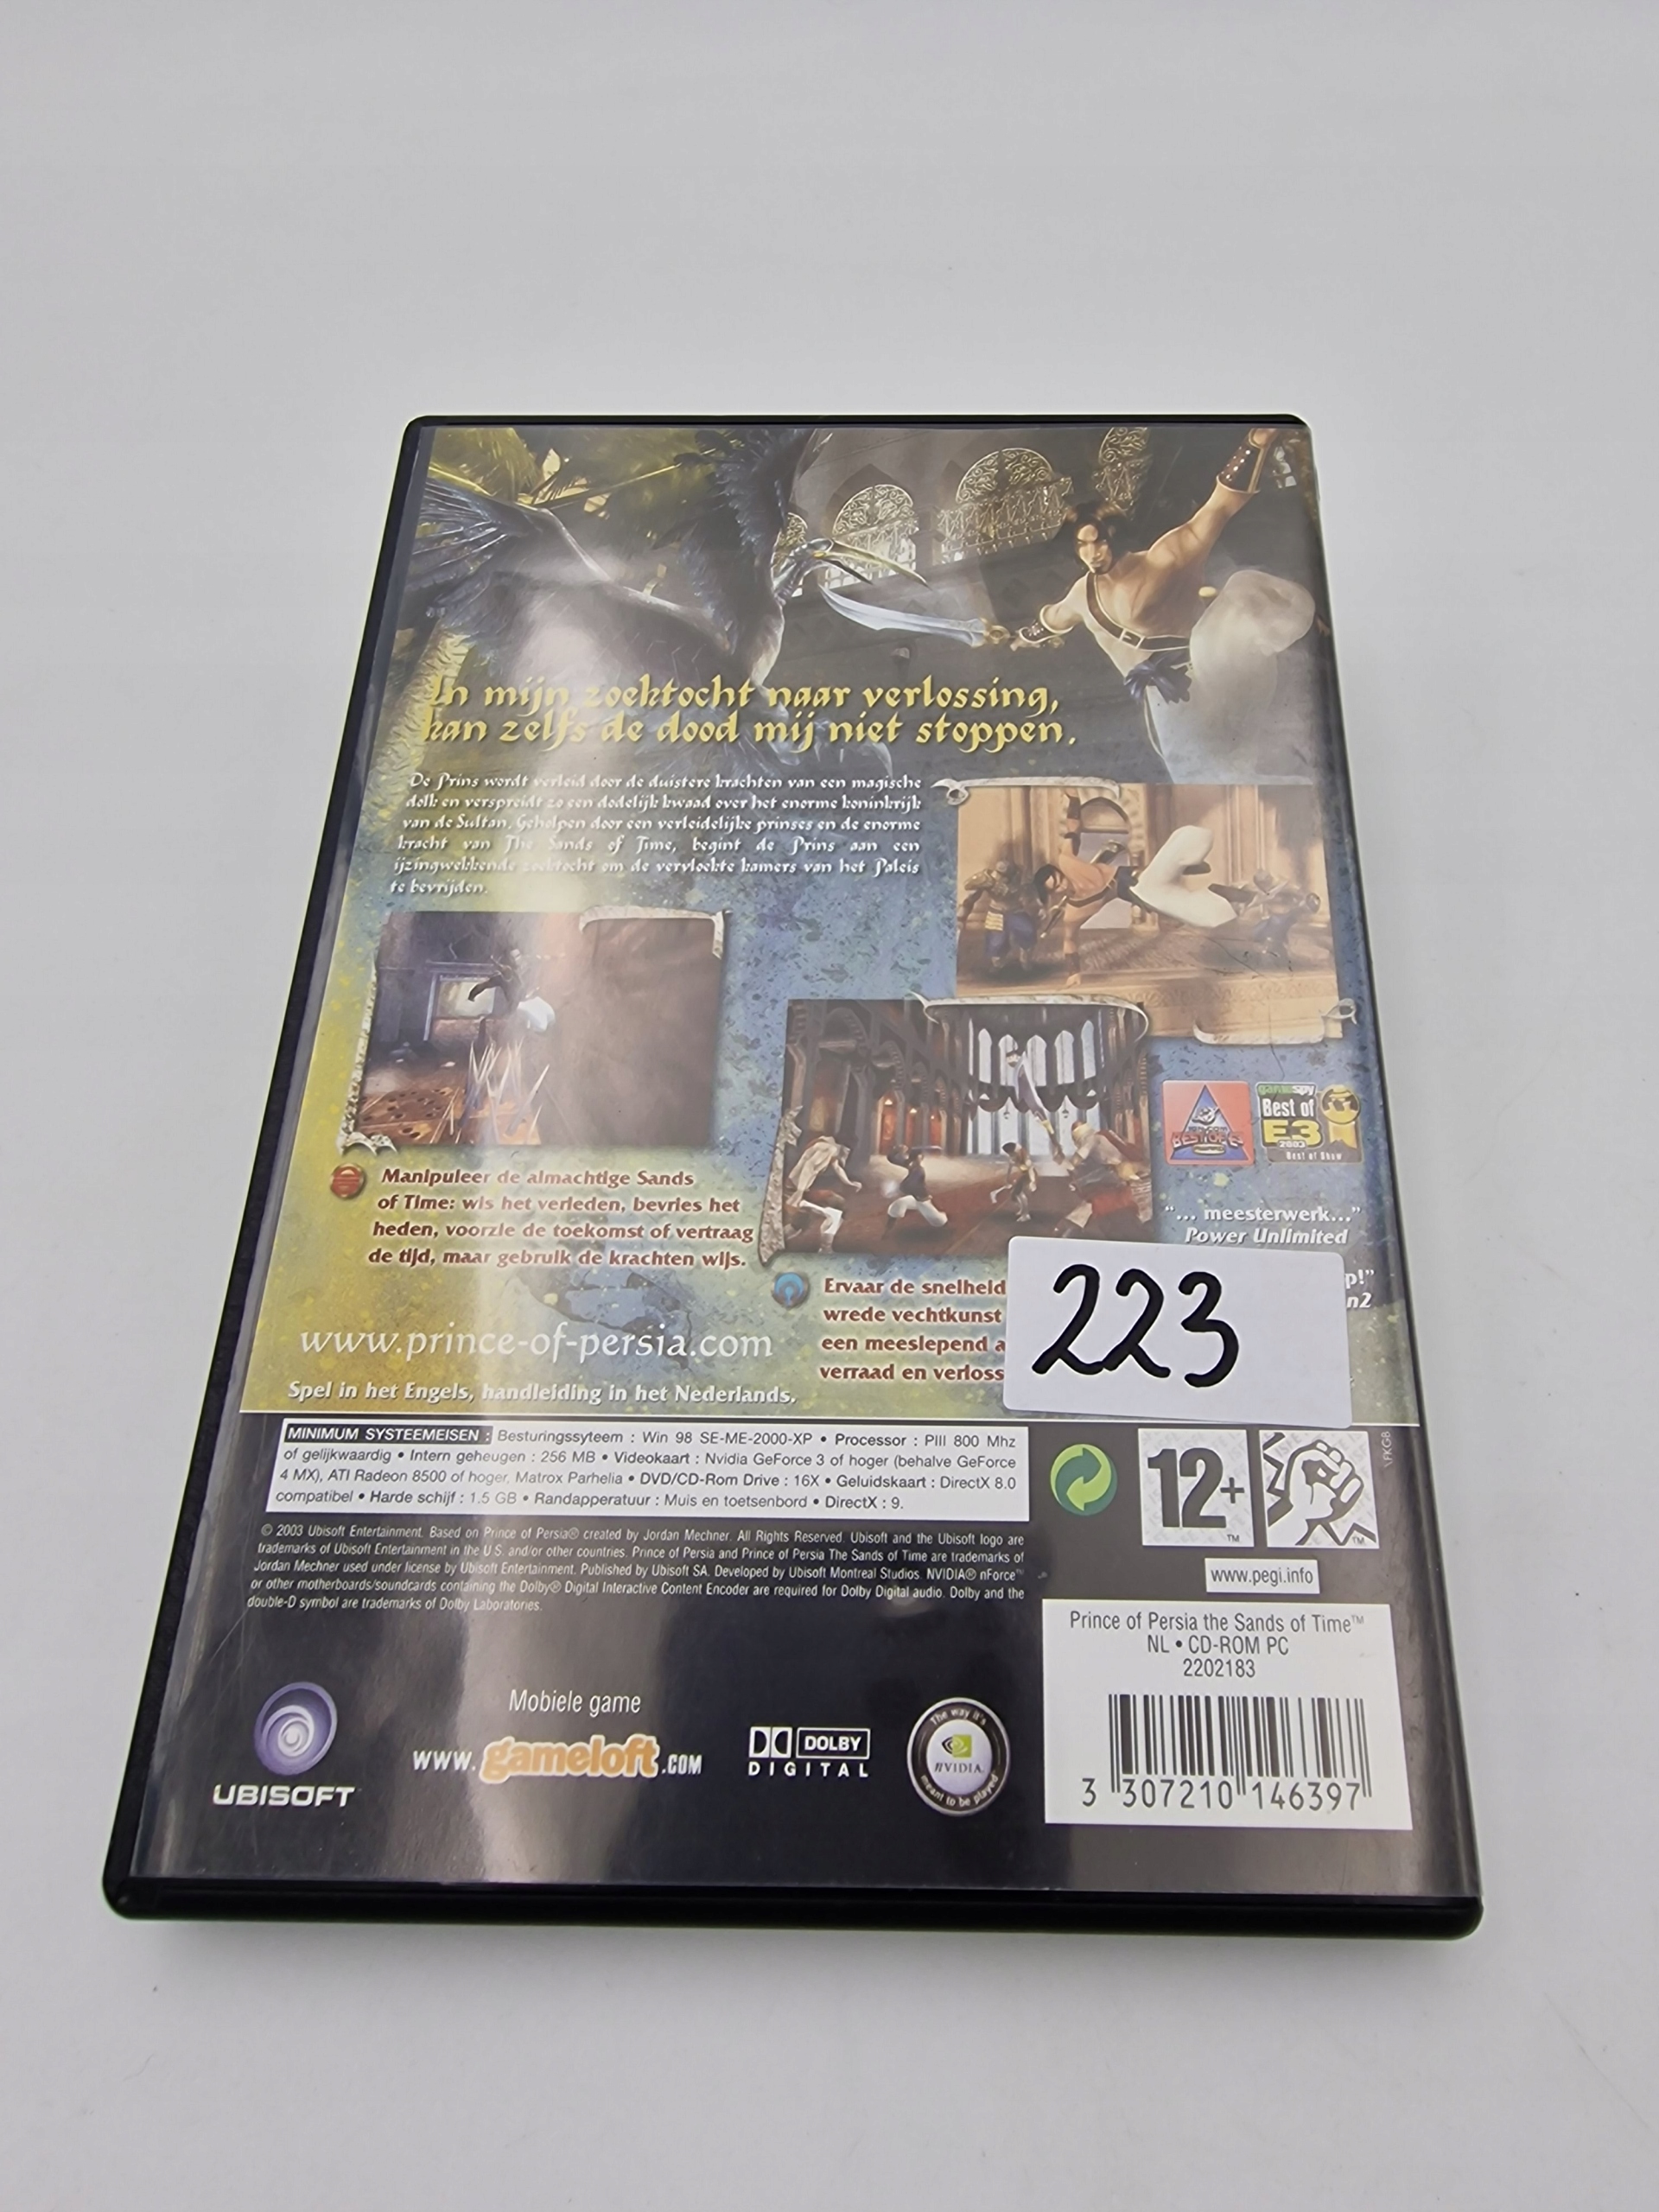 In mijn zoektocht naar verlossing,
kan zelfs de dood mij niet stoppen.
De Prins wordt verleid door de duistere krachten van een magische
dolk en verspreidt zo een dodelijk kwaad over het enorme koninkrijk
van de Sultan. Geholpen door een verleidelijke prinses en de enorme
kracht van The Sands of Time, begint de Prins aan een
ijzingwekkende zoektocht om de vervloekte kamers van het Paleis
te bevrijden.
gamespy
Best of
E3
2003
Best of Show
Manipuleer de almachtige Sands
of Time: wis het verleden, bevries het
heden, voorzie de toekomst of vertraag
de tijd, maar gebruik de krachten wijs.
"... meesterwerk..."
Power Unlimited
p!"
n2
223
Ervaar de snelheid
wrede vechtkunst
een meeslepend a
verraad en verloss
www.prince-of-persia.com
Spel in het Engels, handleiding in het Nederlands.
MINIMUM SYSTEEMEISEN : Besturingssyteem : Win 98 SE-ME-2000-XP • Processor : PIII 800 Mhz
of gelijkwaardig • Intern geheugen : 256 MB • Videokaart : Nvidia GeForce 3 of hoger (behalve GeForce
4 MX), ATI Radeon 8500 of hoger, Matrox Parhelia • DVD/CD-Rom Drive : 16X • Geluidskaart : DirectX 8.0
compatibel • Harde schijf : 1.5 GB • Randapperatuur : Muis en toetsenbord • DirectX : 9.
12+
TM
TM
www.pegi.info
© 2003 Ubisoft Entertainment. Based on Prince of Persia® created by Jordan Mechner. All Rights Reserved. Ubisoft and the Ubisoft logo are
trademarks of Ubisoft Entertainment in the U.S. and/or other countries. Prince of Persia and Prince of Persia The Sands of Time are trademarks of
Jordan Mechner used under license by Ubisoft Entertainment. Published by Ubisoft SA. Developed by Ubisoft Montreal Studios. NVIDIA® nForce™
or other motherboards/soundcards containing the Dolby® Digital Interactive Content Encoder are required for Dolby Digital audio. Dolby and the
double-D symbol are trademarks of Dolby Laboratories.
Prince of Persia the Sands of Time™
NL • CD-ROM PC
2202183
3 307210 146397
UBISOFT
Mobiele game
www.gameloft.com
DOLBY
DIGITAL
The way it's
NVIDIA.
meant to be played